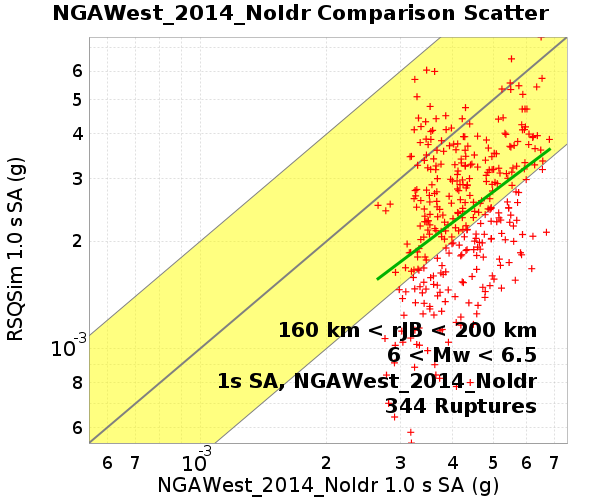 NGAWest_2014_NoIdr Comparison Scatter
RSQSim 1.0 s SA (g)
6
5
4
3
2
10-3
8
6
160 km < rJB < 200 km
6 < Mw < 6.5
1s SA, NGAWest_2014_NoIdr
344 Ruptures
6 7 10-3 2 3 4 5 6 7
NGAWest_2014_NoIdr 1.0 s SA (g)